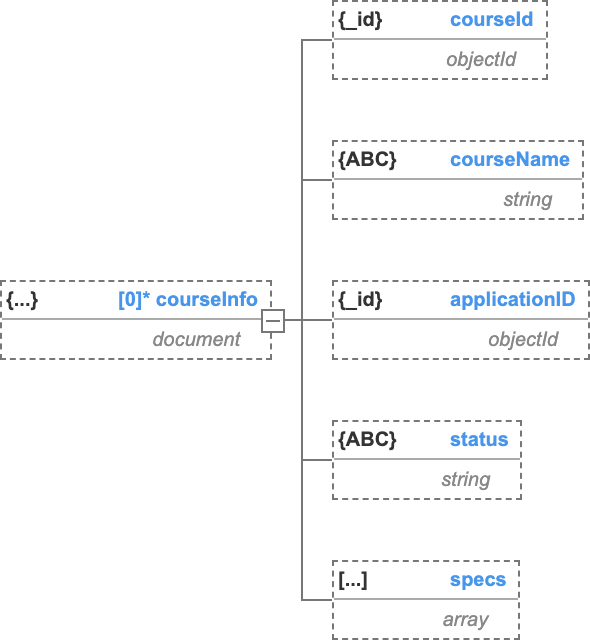 {_id} courseId
objectId
{ABC} courseName
string
{...} [0]* courseInfo
document
{_id} applicationID
objectId
{ABC} status
string
[...] specs
array